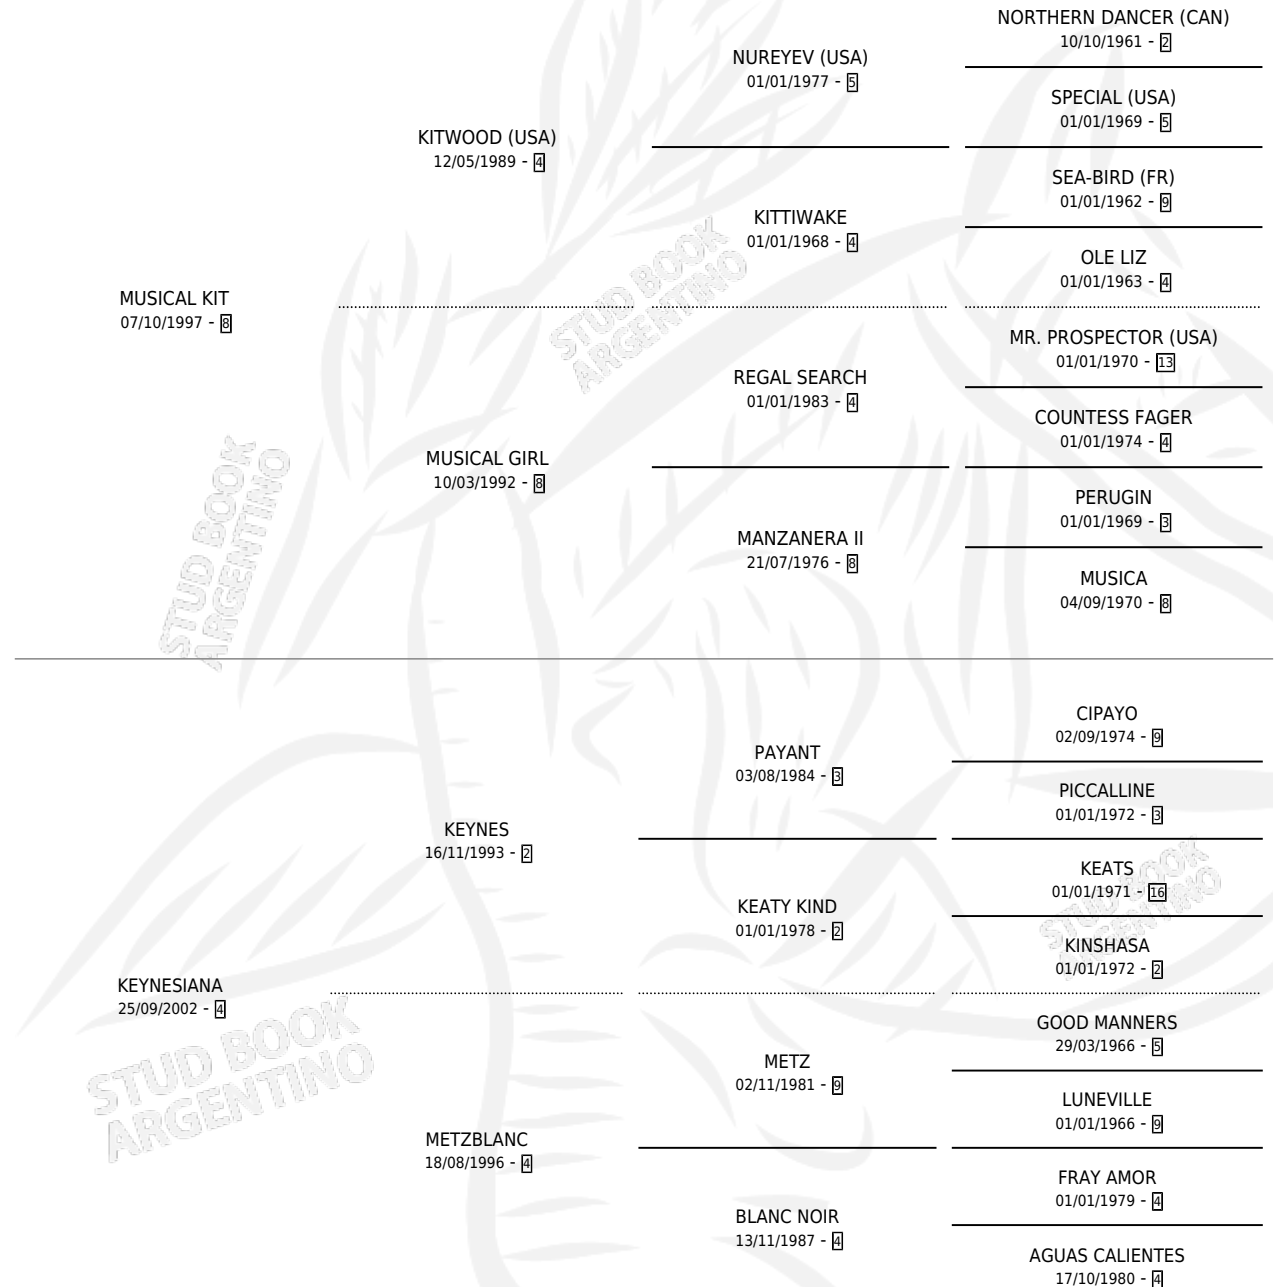 NORTHERN DANCER (CAN)
10/10/1961 - 2
NUREYEV (USA)
01/01/1977 - 5
SPECIAL (USA)
01/01/1969 - 5
KITWOOD (USA)
12/05/1989 - 4
SEA-BIRD (FR)
01/01/1962 - 9
KITTIWAKE
01/01/1968 - 4
OLE LIZ
01/01/1963 - 4
MUSICAL KIT
07/10/1997 - 8
MR. PROSPECTOR (USA)
01/01/1970 - 13
REGAL SEARCH
01/01/1983 - 4
COUNTESS FAGER
01/01/1974 - 4
MUSICAL GIRL
10/03/1992 - 8
PERUGIN
01/01/1969 - 3
MANZANERA II
21/07/1976 - 8
MUSICA
04/09/1970 - 8
CIPAYO
02/09/1974 - 9
PAYANT
03/08/1984 - 3
PICCALLINE
01/01/1972 - 3
KEYNES
16/11/1993 - 2
KEATS
01/01/1971 - 16
KEATY KIND
01/01/1978 - 2
KINSHASA
01/01/1972 - 2
KEYNESIANA
25/09/2002 - 4
GOOD MANNERS
29/03/1966 - 5
METZ
02/11/1981 - 9
LUNEVILLE
01/01/1966 - 9
METZBLANC
18/08/1996 - 4
FRAY AMOR
01/01/1979 - 4
BLANC NOIR
13/11/1987 - 4
AGUAS CALIENTES
17/10/1980 - 4
STUD BOOK
ARGENTINO
STUD BOOK
ARGENTINO
STUD BOOK
ARGENTINO
STUD BOOK
ARGENTINO